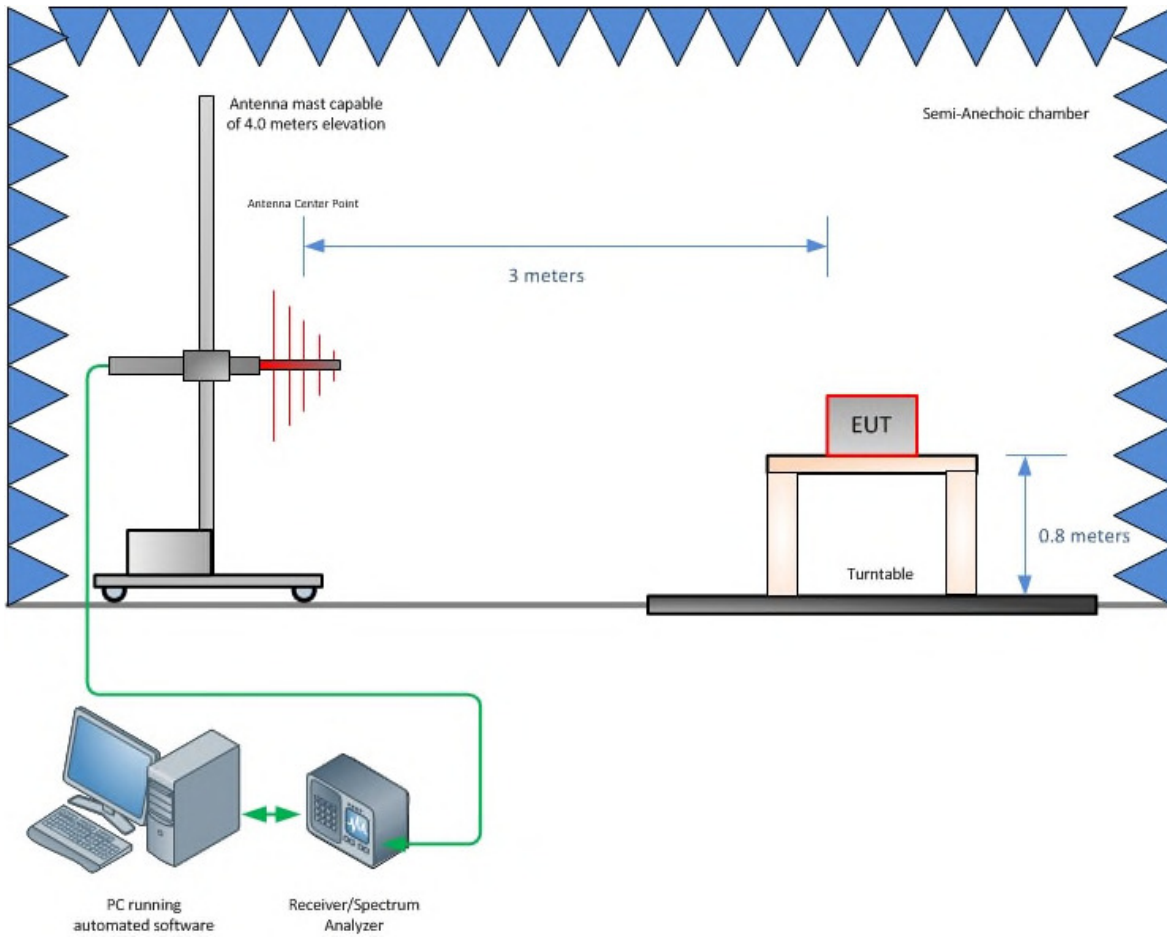 Antenna mast capable
of 4.0 meters elevation
Semi-Anechoic chamber
Antenna Center Point
3 meters
EUT
0.8 meters
Turntable
PC running
automated software
Receiver/Spectrum
Analyzer